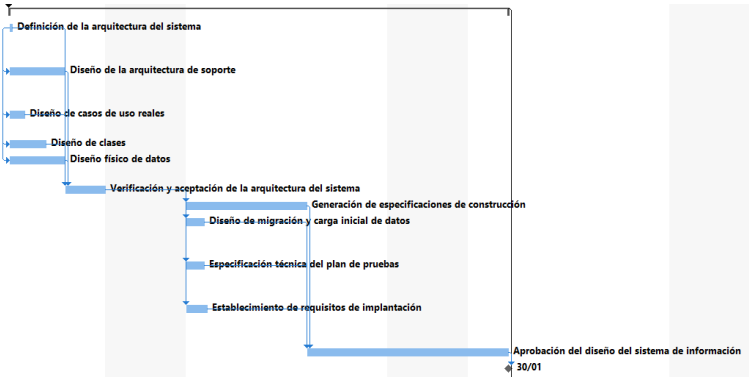 Definición de la arquitectura del sistema
Diseño de la arquitectura de soporte
Diseño de casos de uso reales
Diseño de clases
Diseño físico de datos
Verificación y aceptación de la arquitectura del sistema
Generación de especificaciones de construcción
Diseño de migración y carga inicial de datos
Especificación técnica del plan de pruebas
Establecimiento de requisitos de implantación
Aprobación del diseño del sistema de información
30/01